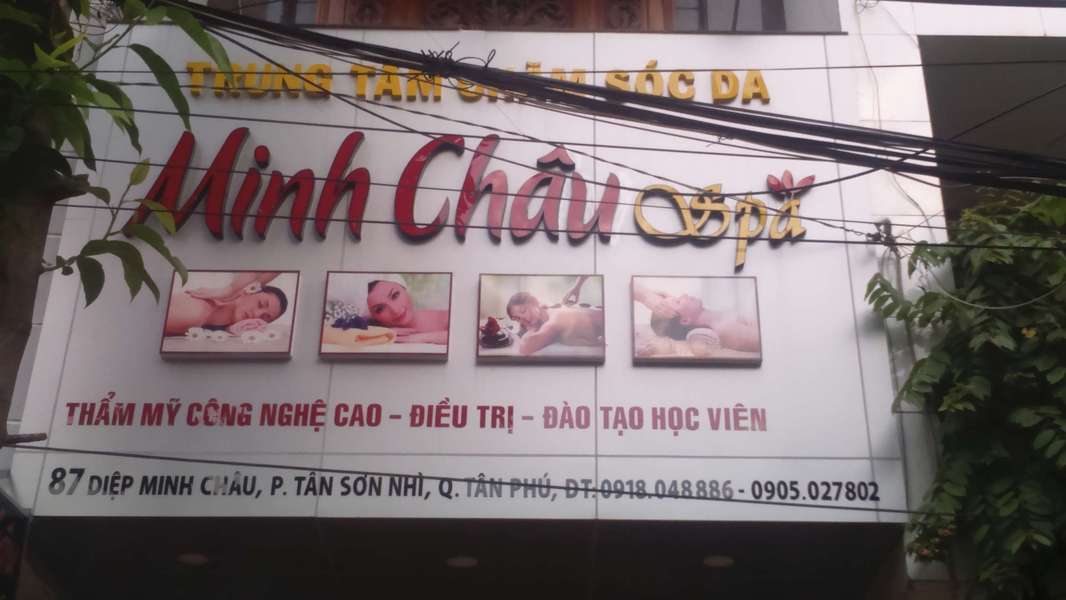 TRUNG TÂM CHĂM SÓC DA
Minh Châu Spa
THẨM MỸ CÔNG NGHỆ CAO - ĐIỀU TRỊ - ĐÀO TẠO HỌC VIÊN
87 DIỆP MINH CHÂU, P. TÂN SƠN NHÌ, Q. TÂN PHÚ, ĐT: 0918.048886 - 0905.027802